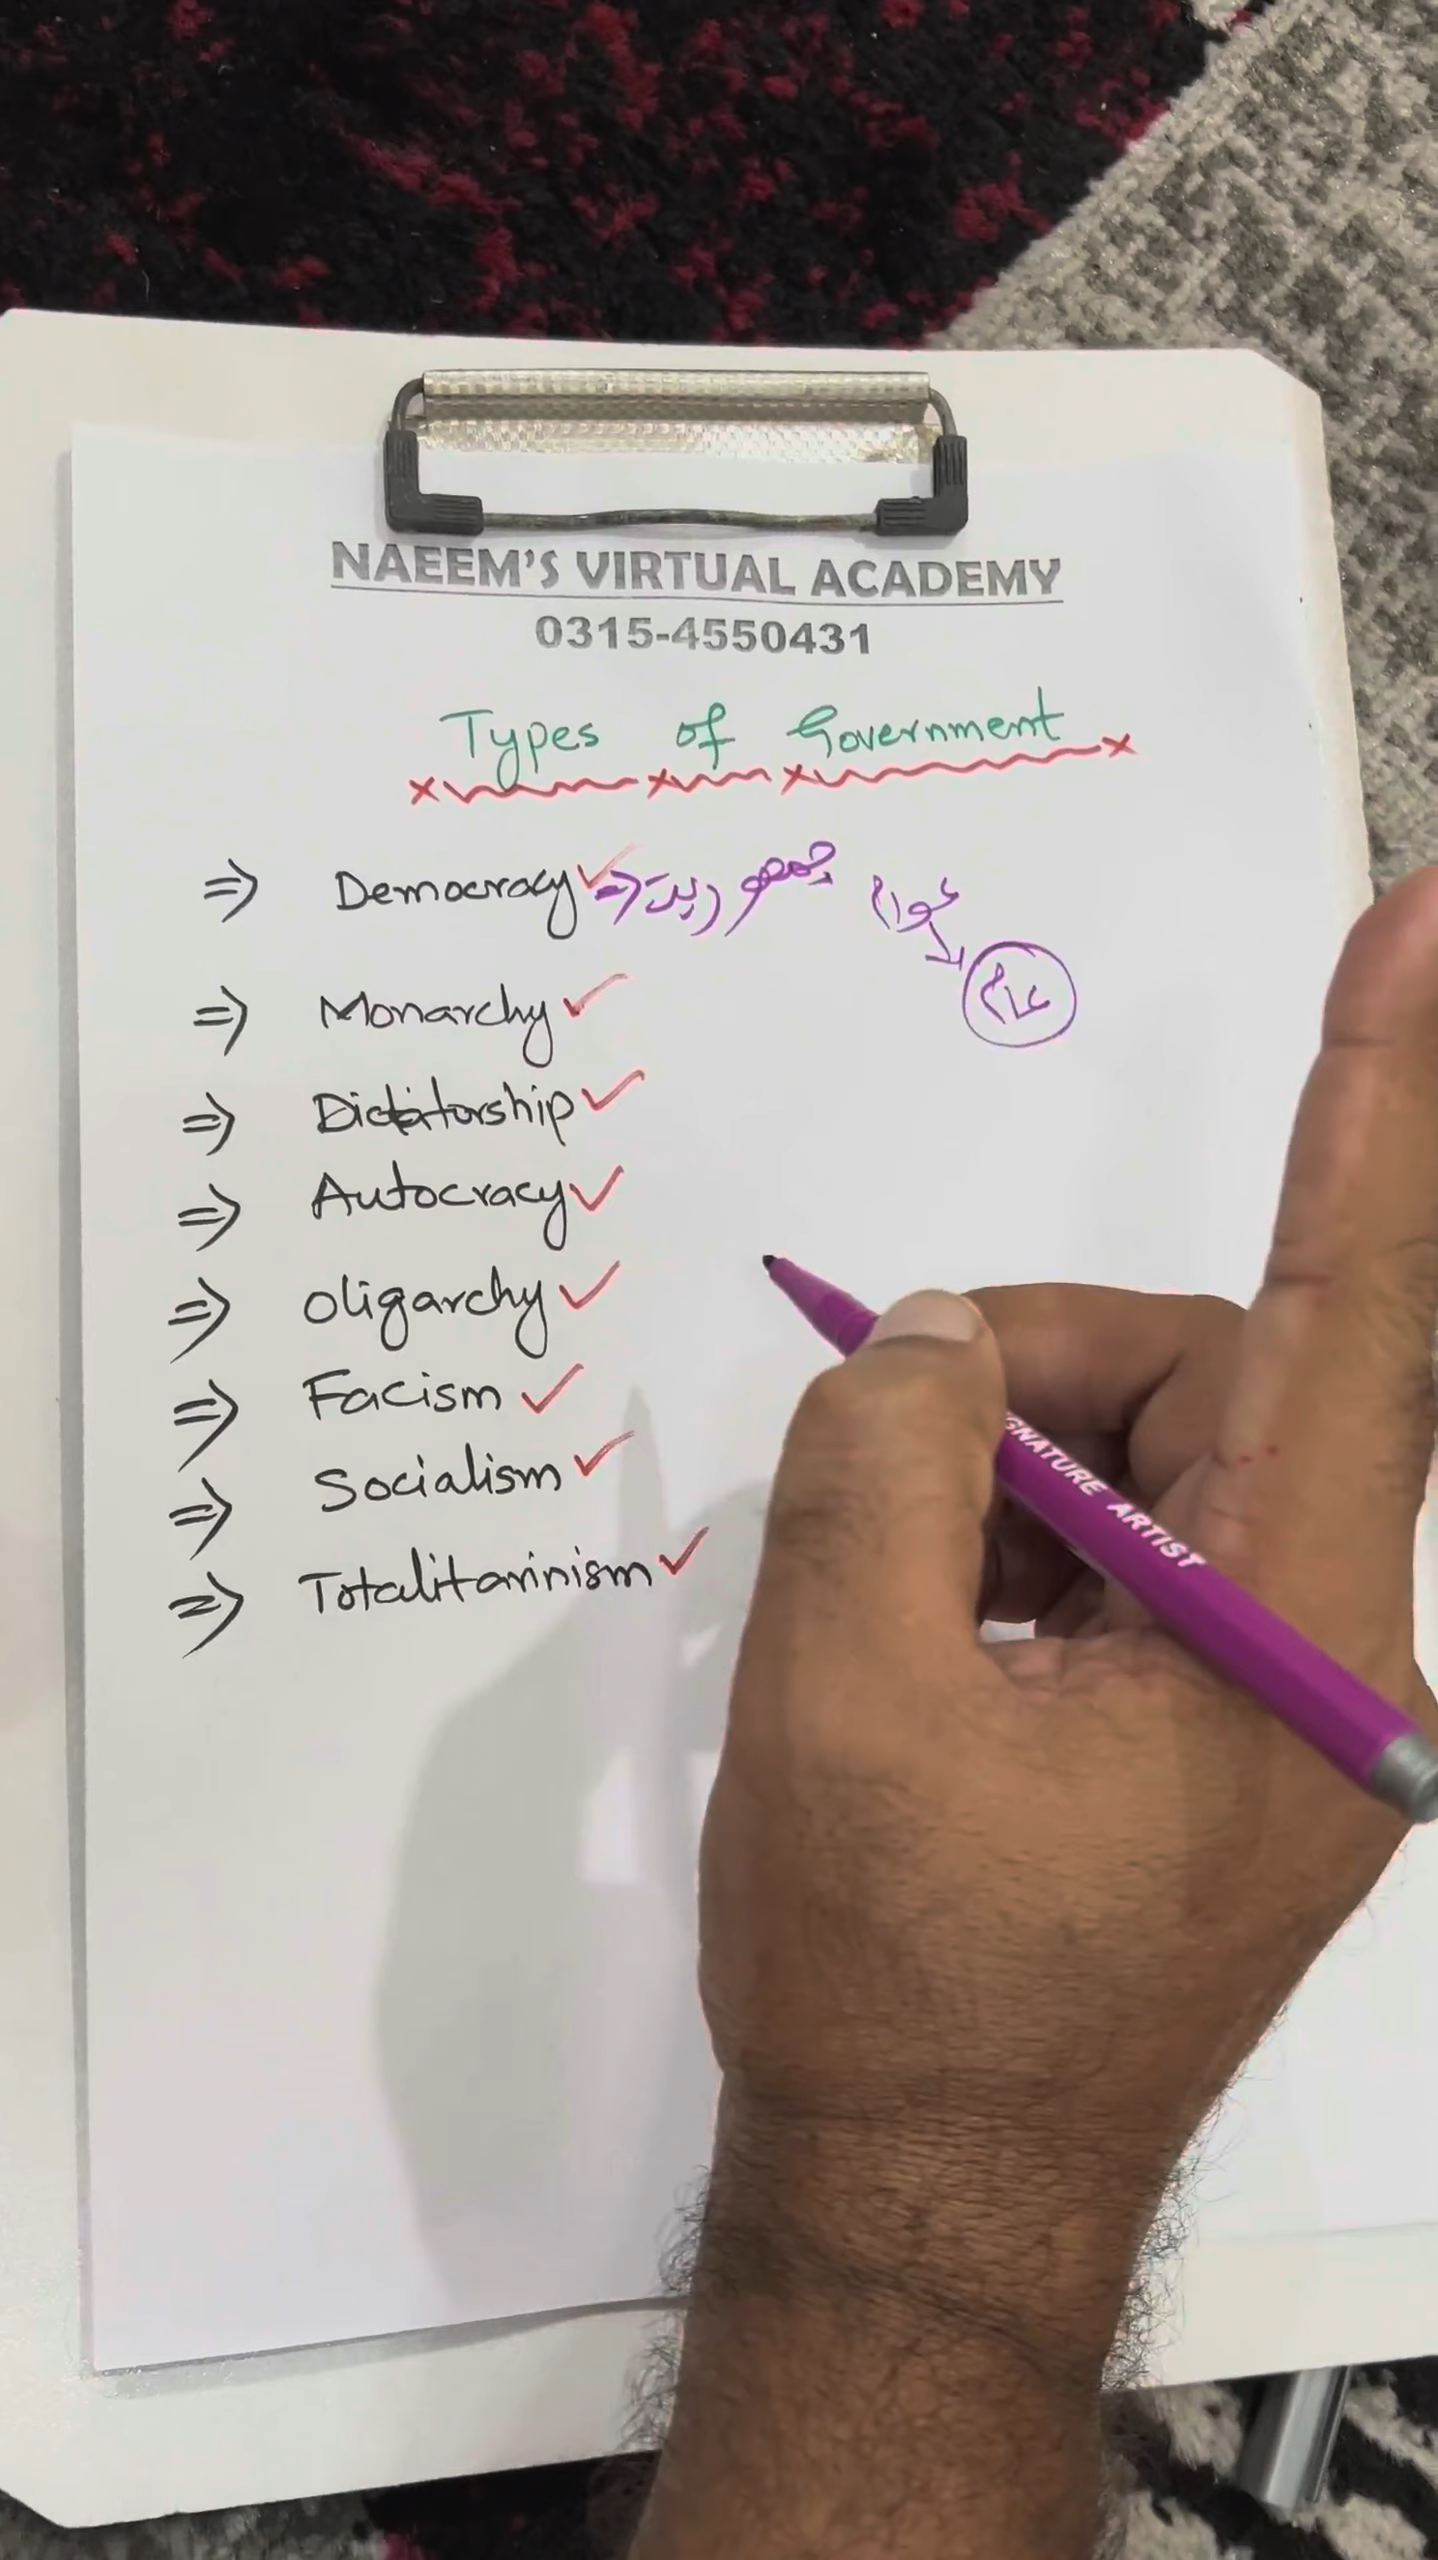 NAEEM'S VIRTUAL ACADEMY
0315-4550431
Types of Government
⇒ Democracy ✓ ⇒ جمہوریت عوام
عام
⇒ Monarchy ✓
⇒ Dictatorship ✓
⇒ Autocracy ✓
⇒ Oligarchy ✓
⇒ Facism ✓
⇒ Socialism ✓
⇒ Totalitarinism ✓
SIGNATURE ARTIST